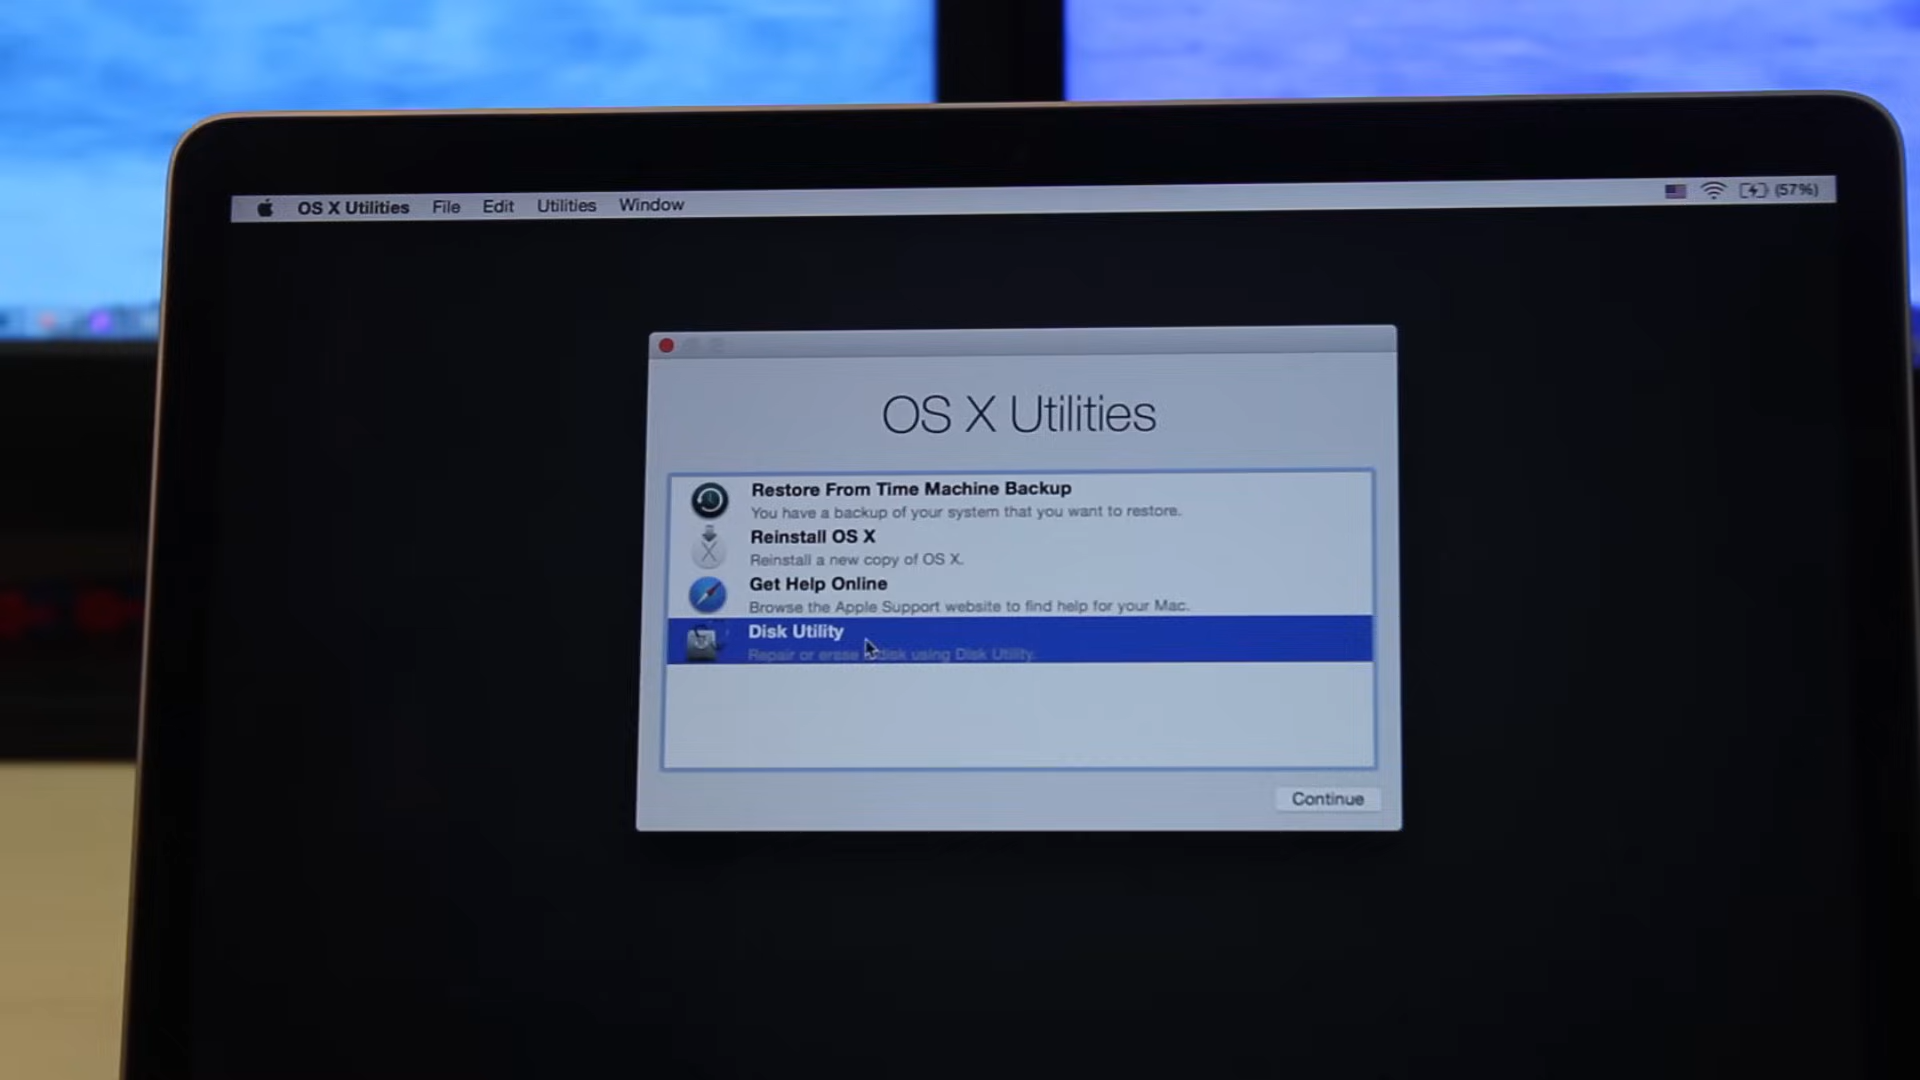 OS X Utilities File Edit Utilities Window (57%)
OS X Utilities
Restore From Time Machine Backup
You have a backup of your system that you want to restore.
Reinstall OS X
Reinstall a new copy of OS X.
Get Help Online
Browse the Apple Support website to find help for your Mac.
Disk Utility
Repair or erase a disk using Disk Utility.
Continue